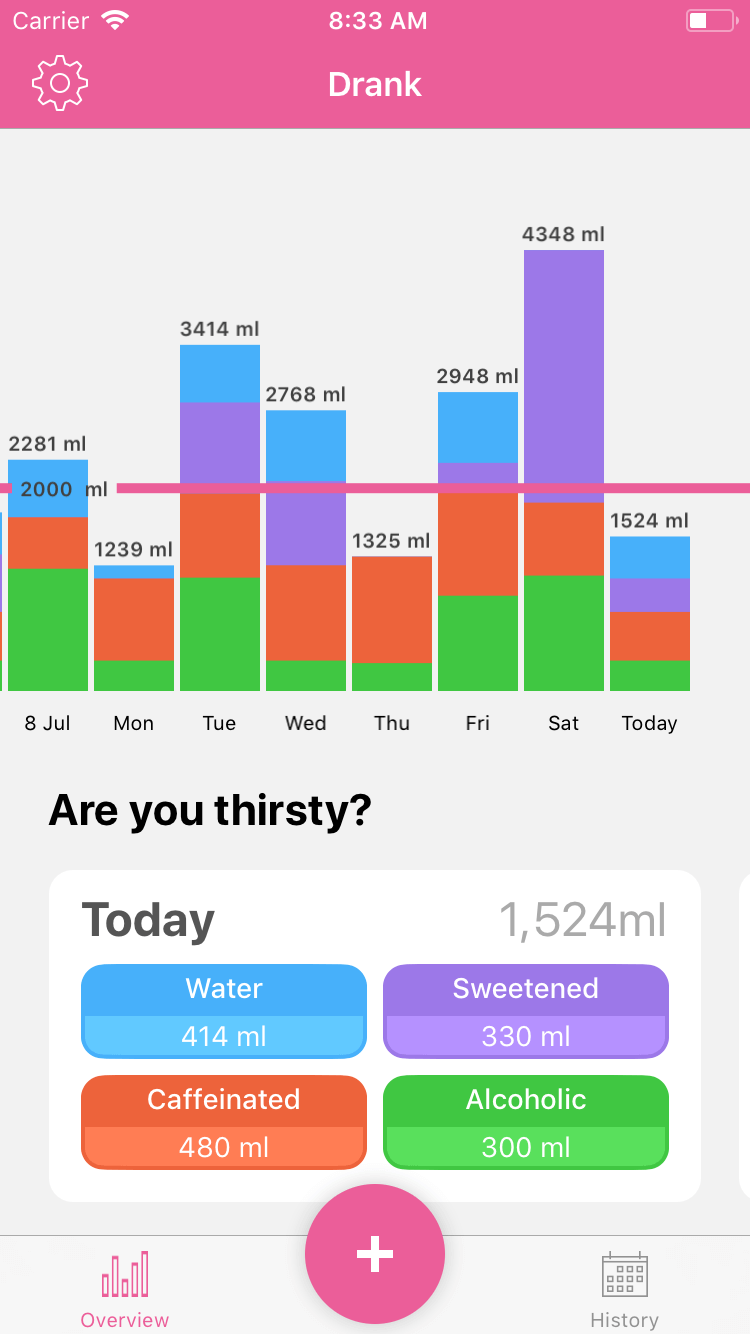 Carrier 8:33 AM
Drank
4348 ml
3414 ml
2948 ml
2768 ml
2281 ml
2000 ml
1524 ml
1325 ml
1239 ml
8 Jul Mon Tue Wed Thu Fri Sat Today
Are you thirsty?
Today 1,524ml
Water Sweetened
414 ml 330 ml
Caffeinated Alcoholic
480 ml 300 ml
+
Overview History